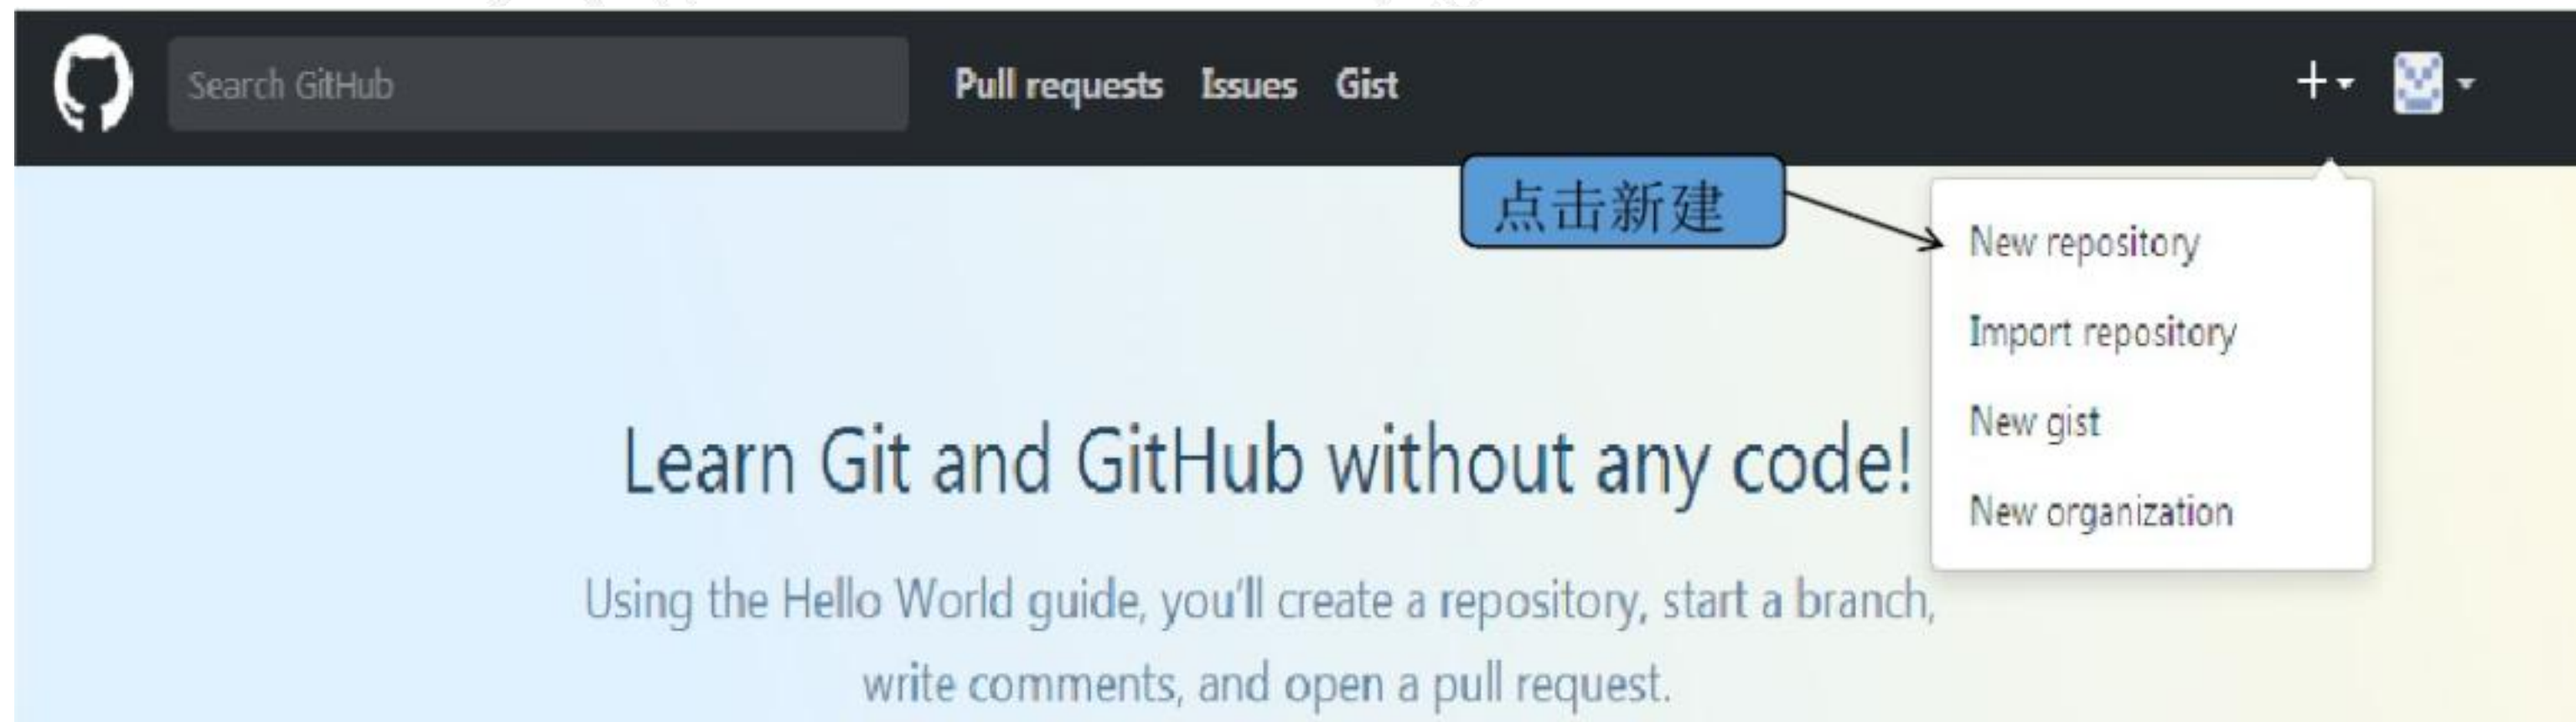 Search GitHub
Pull requests Issues Gist
点击新建
New repository
Import repository
New gist
New organization
Learn Git and GitHub without any code!
Using the Hello World guide, you'll create a repository, start a branch,
write comments, and open a pull request.